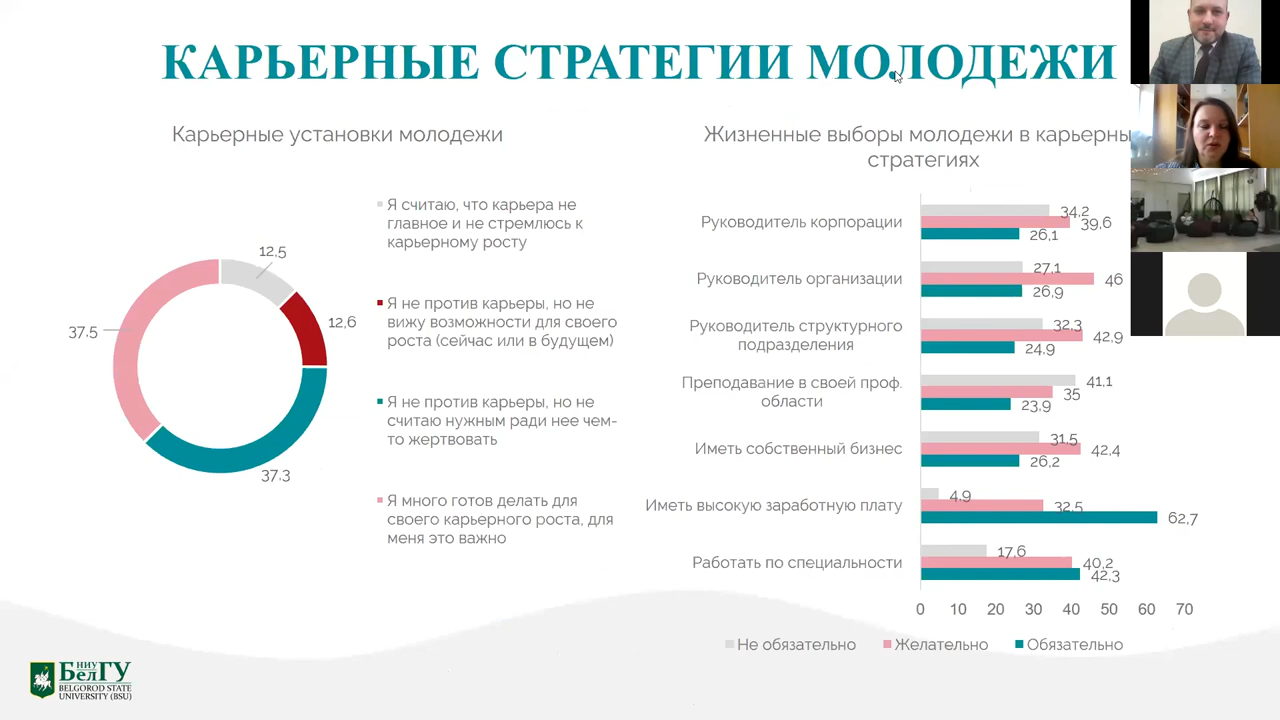 КАРЬЕРНЫЕ СТРАТЕГИИ МОЛОДЕЖИ
Карьерные установки молодежи
12,5
12,6
37,5
37,3
Я считаю, что карьера не
главное и не стремлюсь к
карьерному росту
Я не против карьеры, но не
вижу возможности для своего
роста (сейчас или в будущем)
Я не против карьеры, но не
считаю нужным ради нее чем-
то жертвовать
Я много готов делать для
своего карьерного роста, для
меня это важно
Жизненные выборы молодежи в карьерны
стратегиях
Руководитель корпорации
34,2
39,6
26,1
Руководитель организации
27,1
46
26,9
Руководитель структурного
подразделения
32,3
42,9
24,9
Преподавание в своей проф.
области
41,1
35
23,9
Иметь собственный бизнес
31,5
42,4
26,2
Иметь высокую заработную плату
4,9
32,5
62,7
Работать по специальности
17,6
40,2
42,3
0 10 20 30 40 50 60 70
Не обязательно Желательно Обязательно
НИУ
БелГУ
BELGOROD STATE
UNIVERSITY (BSU)